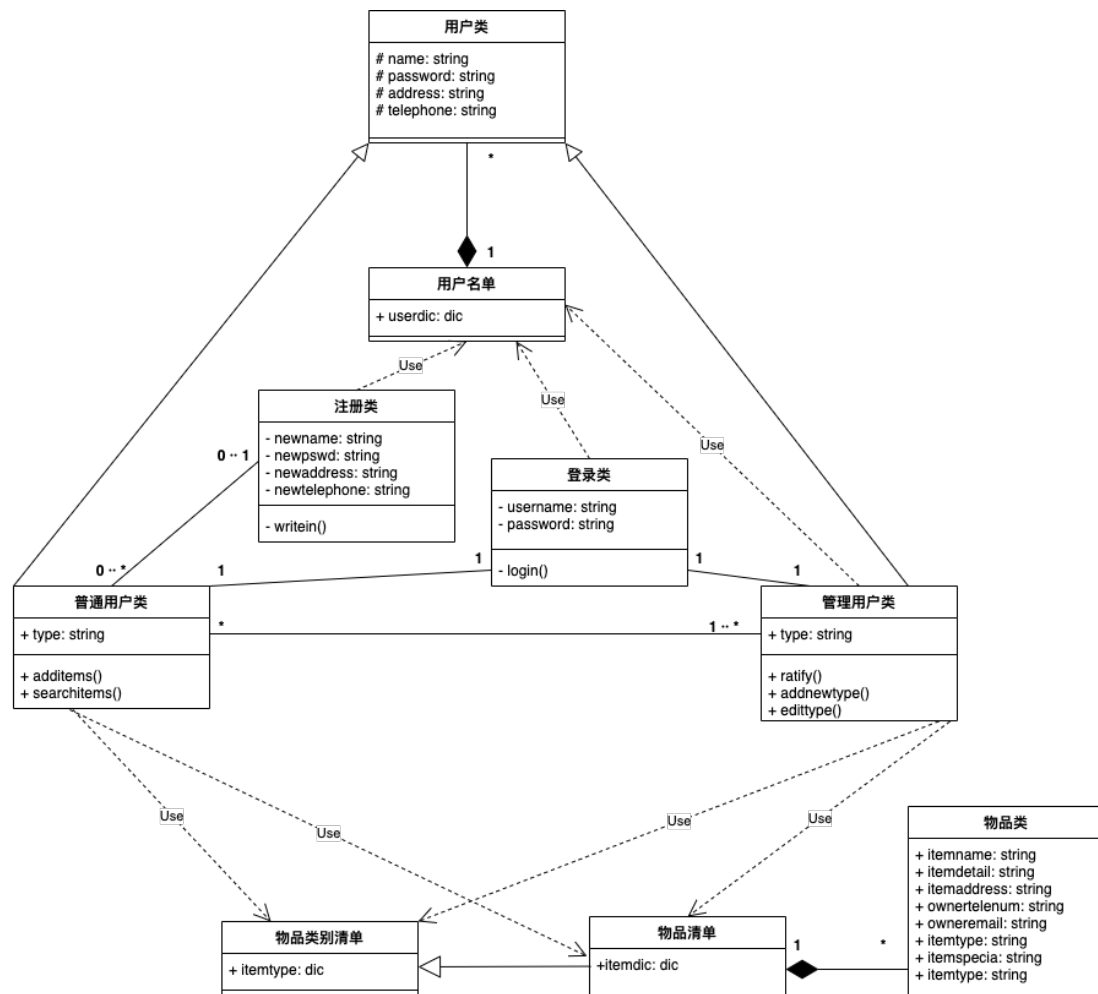 用户类
# name: string
# password: string
# address: string
# telephone: string
*
1
用户名单
+ userdic: dic
Use
Use
Use
注册类
- newname: string
- newpswd: string
- newaddress: string
- newtelephone: string
- writein()
0 ·· 1
登录类
- username: string
- password: string
- login()
0 ·· *
1
1
1
1
普通用户类
+ type: string
+ additems()
+ searchitems()
*
1 ·· *
管理用户类
+ type: string
+ ratify()
+ addnewtype()
+ edittype()
Use
Use
Use
Use
物品类
+ itemname: string
+ itemdetail: string
+ itemaddress: string
+ ownertelenum: string
+ owneremail: string
+ itemtype: string
+ itemspecia: string
+ itemtype: string
物品类别清单
+ itemtype: dic
物品清单
+itemdic: dic
1
*